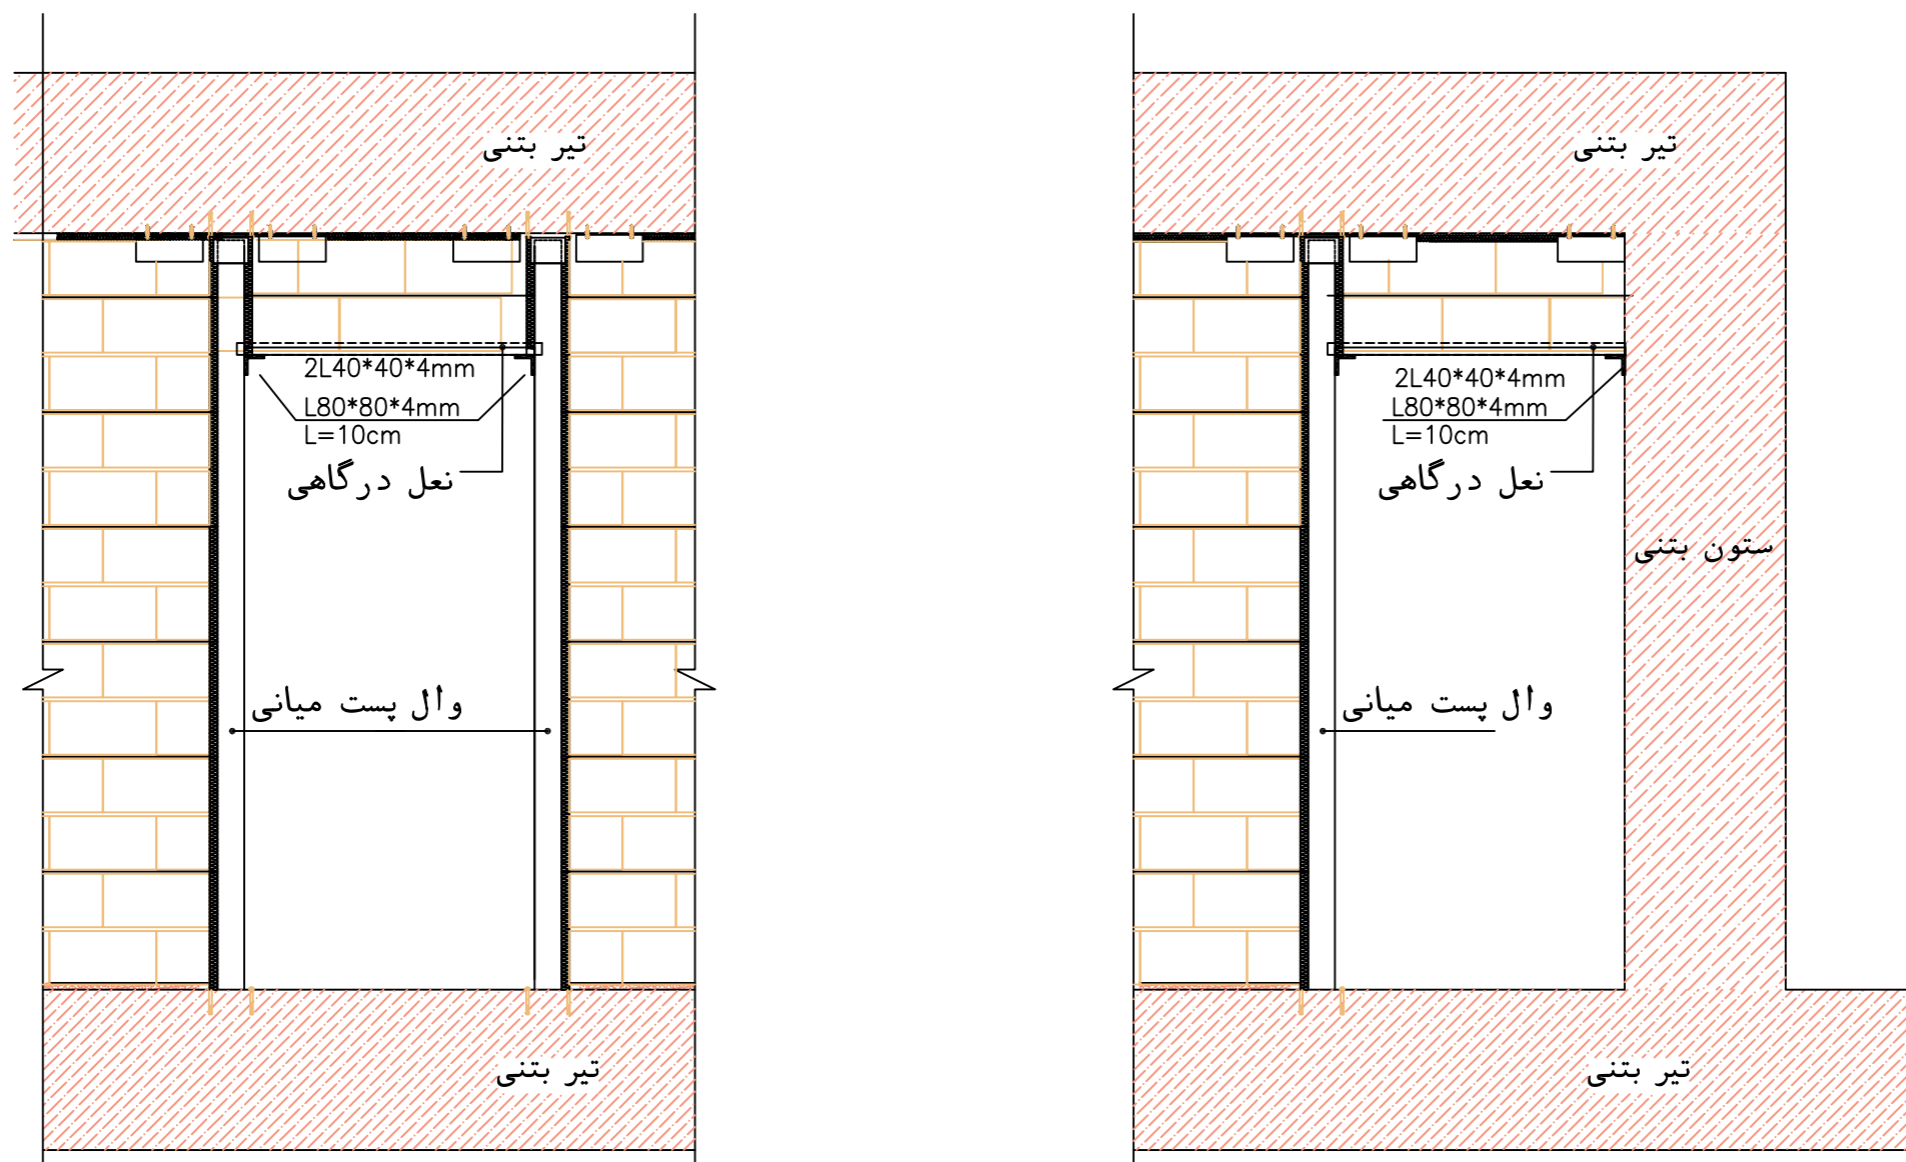 تیر بتنی
2L40*40*4mm
L80*80*4mm
L=10cm
نعل درگاهی
وال پست میانی
تیر بتنی
تیر بتنی
2L40*40*4mm
L80*80*4mm
L=10cm
نعل درگاهی
ستون بتنی
وال پست میانی
تیر بتنی